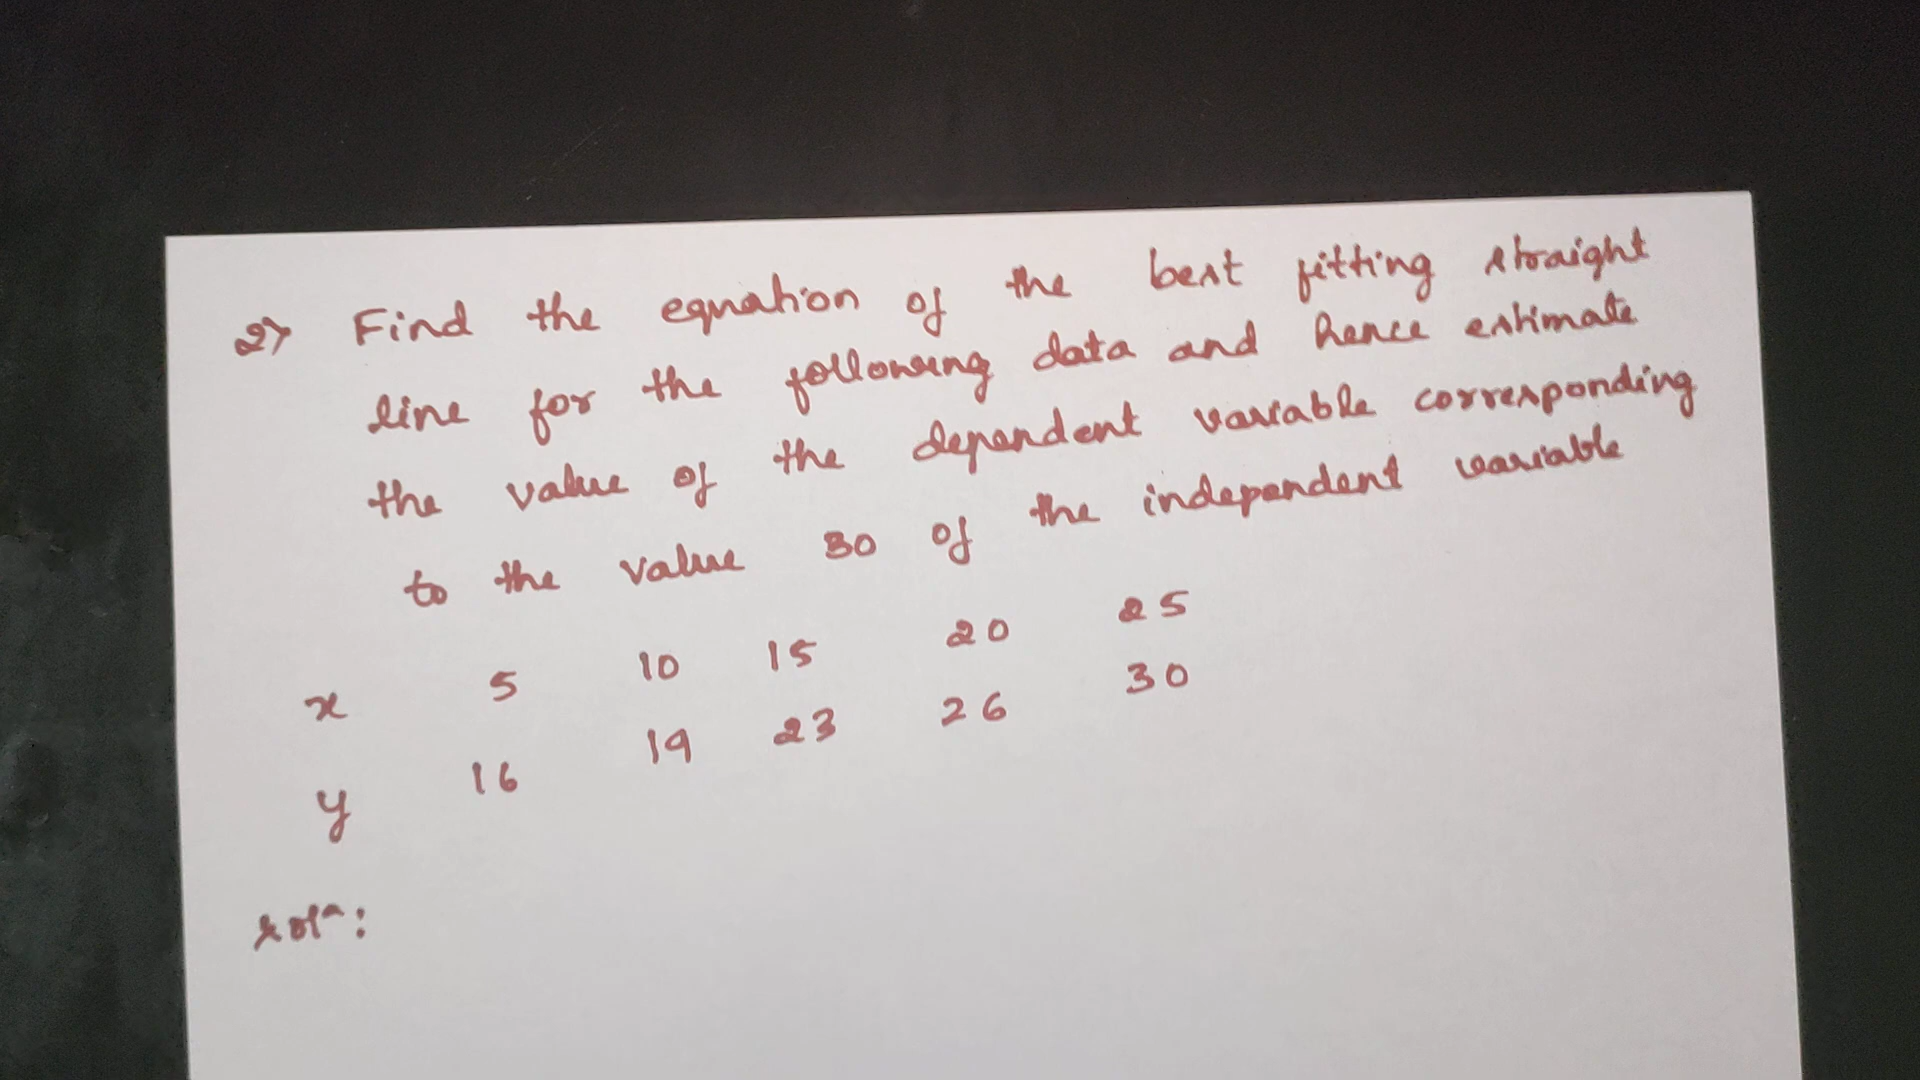 2) Find the equation of the best fitting straight
line for the following data and hence estimate
the value of the dependent variable corresponding
to the value 30 of the independent variable
x 5 10 15 20 25
y 16 19 23 26 30
solⁿ: